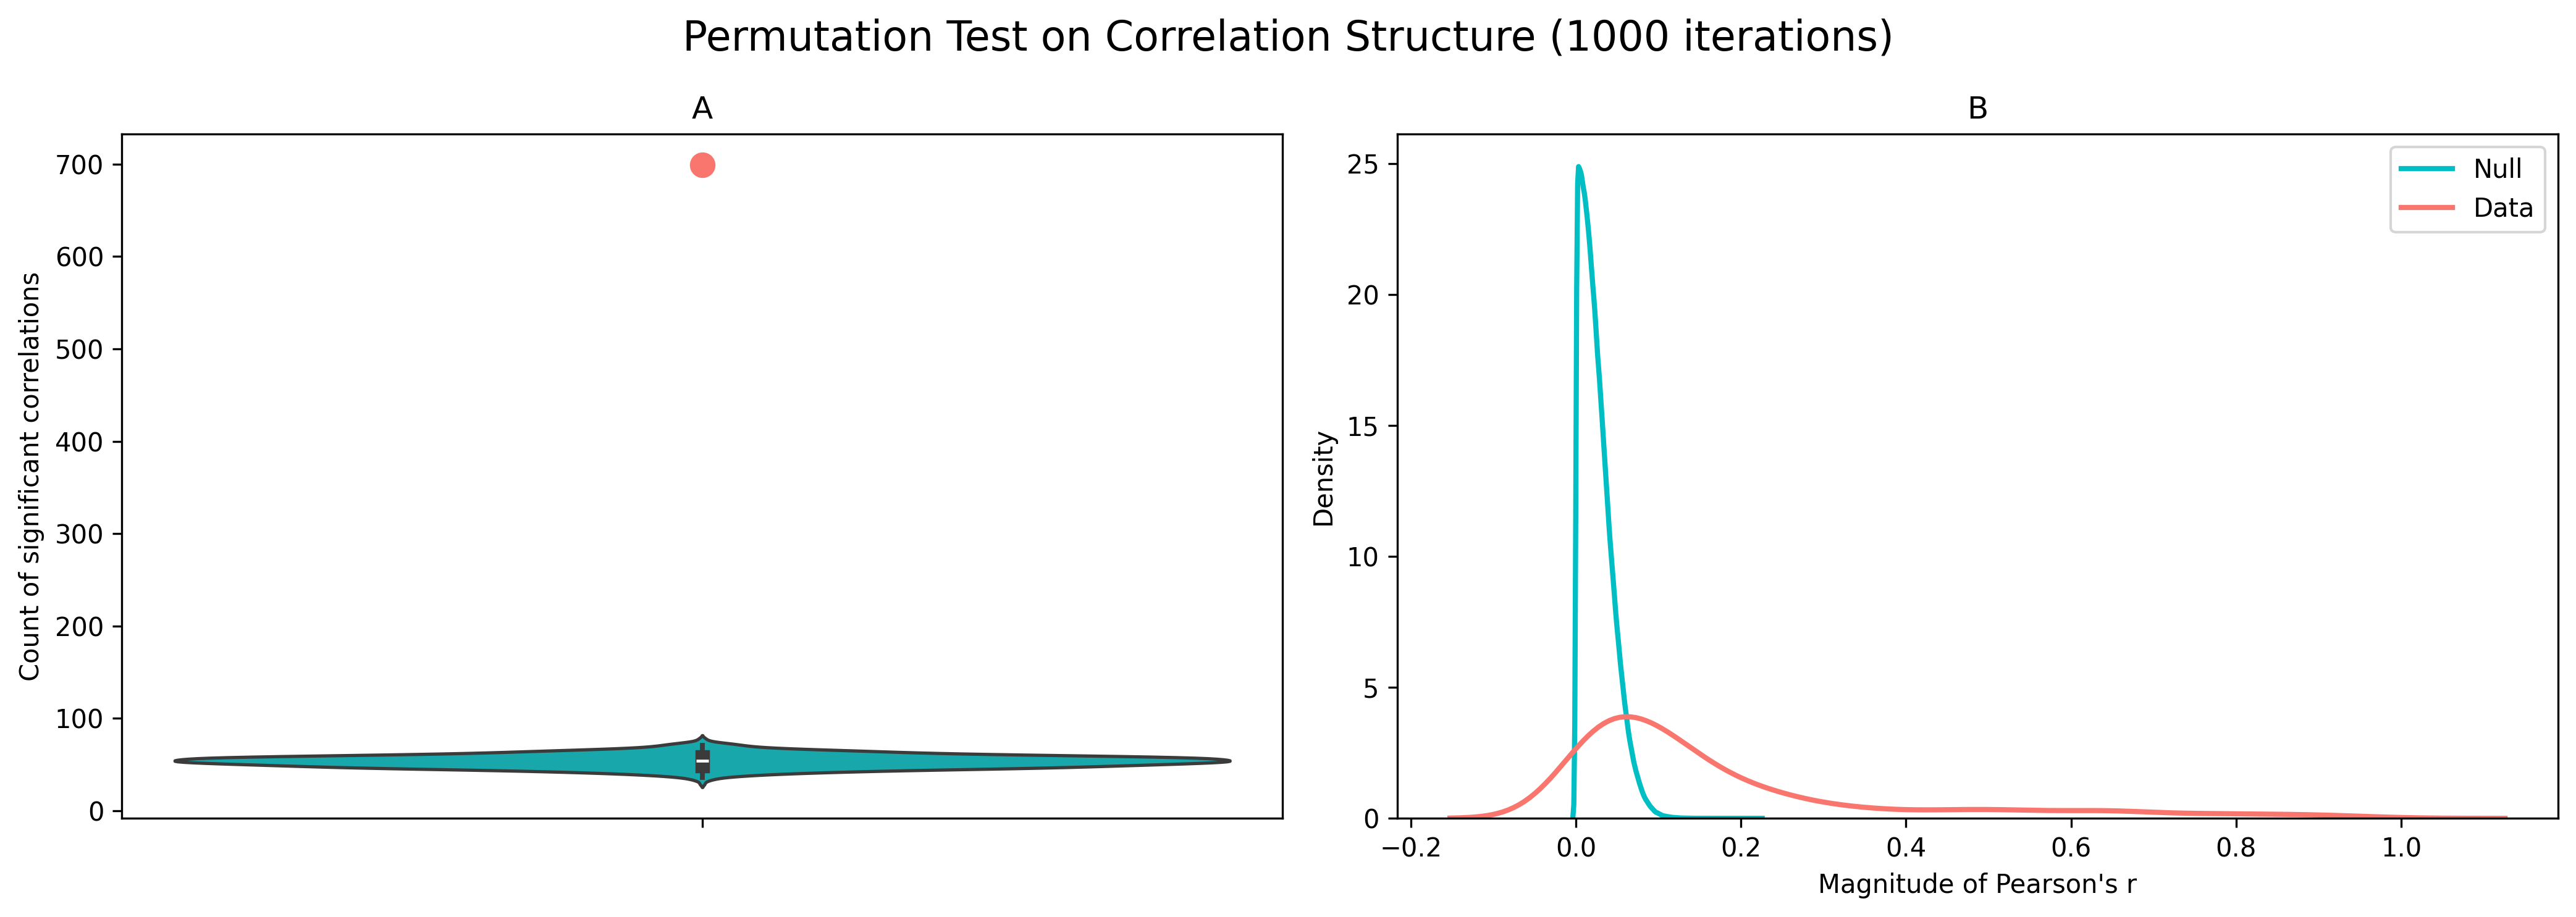 Permutation Test on Correlation Structure (1000 iterations)
A
Count of significant correlations
700
600
500
400
300
200
100
0
B
Density
25
20
15
10
5
0
−0.2
0.0
0.2
0.4
0.6
0.8
1.0
Magnitude of Pearson's r
Null
Data